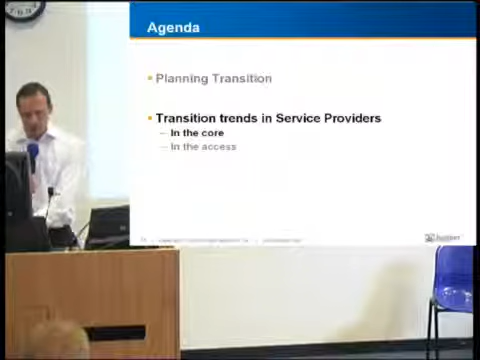 Agenda
Planning Transition
Transition trends in Service Providers
– In the core
– In the access